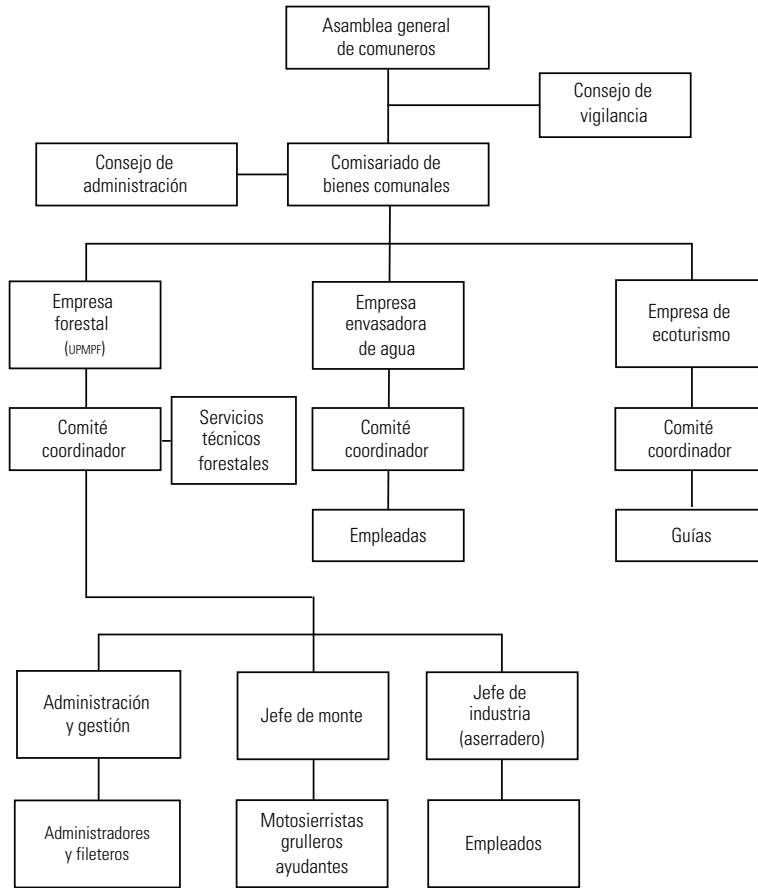 Asamblea general
de comuneros
Consejo de
vigilancia
Consejo de
administración
Comisariado de
bienes comunales
Empresa
forestal
(UPMPF)
Empresa
envasadora
de agua
Empresa de
ecoturismo
Comité
coordinador
Servicios
técnicos
forestales
Comité
coordinador
Comité
coordinador
Empleadas
Guías
Administración
y gestión
Jefe de monte
Jefe de
industria
(aserradero)
Administradores
y fileteros
Motosierristas
grulleros
ayudantes
Empleados